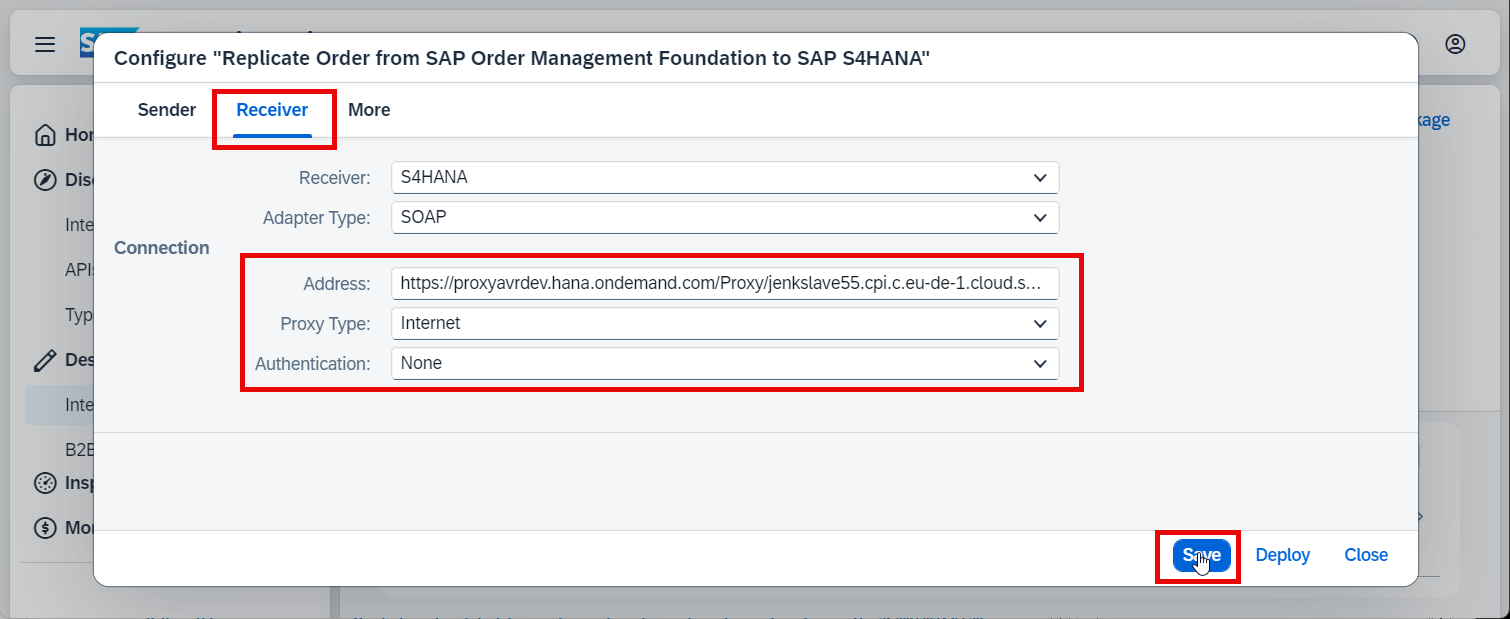 Configure "Replicate Order from SAP Order Management Foundation to SAP S4HANA"
Sender Receiver More
kage
Receiver: S4HANA
Adapter Type: SOAP
Connection
Address: https://proxyavrdev.hana.ondemand.com/Proxy/jenkslave55.cpi.c.eu-de-1.cloud.s...
Proxy Type: Internet
Authentication: None
Hor
Disc
Inte
APIs
Typ
Des
Inte
B2B
Insp
Mon
Save Deploy Close